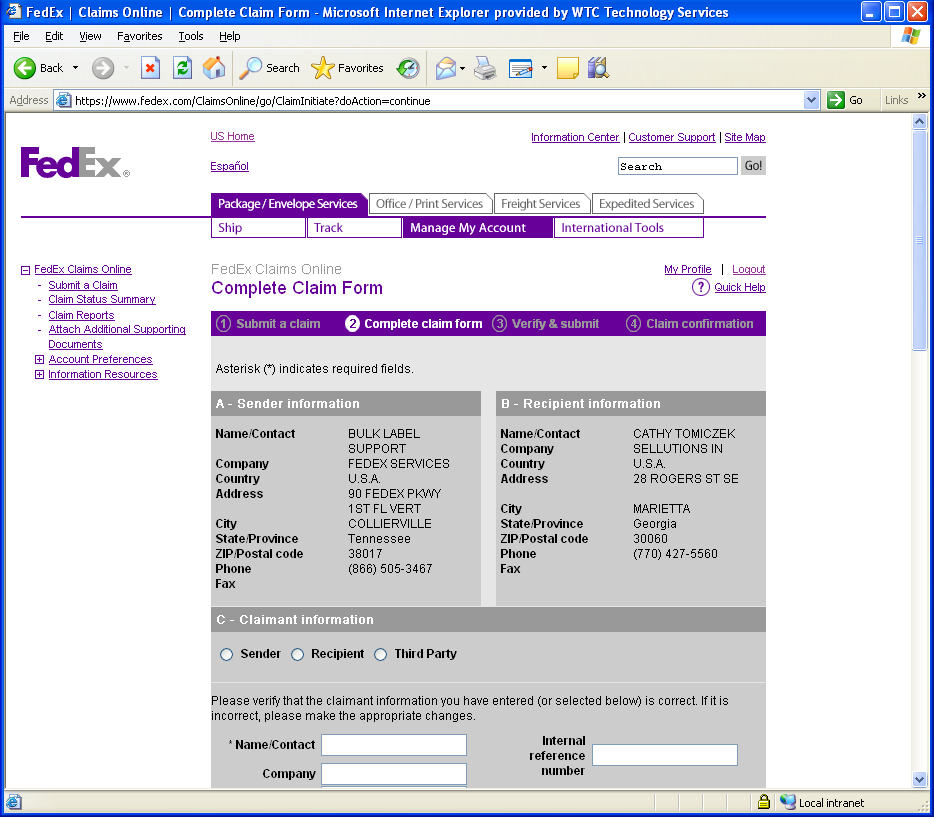 FedEx | Claims Online | Complete Claim Form - Microsoft Internet Explorer provided by WTC Technology Services
File Edit View Favorites Tools Help
Back Search Favorites
Address https://www.fedex.com/ClaimsOnline/go/ClaimInitiate?doAction=continue Go Links »
US Home
Information Center | Customer Support | Site Map
FedEx®
Español
Search Go!
Package / Envelope Services Office / Print Services Freight Services Expedited Services
Ship Track Manage My Account International Tools
FedEx Claims Online
- Submit a Claim
- Claim Status Summary
- Claim Reports
- Attach Additional Supporting
Documents
Account Preferences
Information Resources
FedEx Claims Online
My Profile | Logout
Complete Claim Form
? Quick Help
1 Submit a claim 2 Complete claim form 3 Verify & submit 4 Claim confirmation
Asterisk (*) indicates required fields.
A - Sender information
Name/Contact BULK LABEL
SUPPORT
Company FEDEX SERVICES
Country U.S.A.
Address 90 FEDEX PKWY
1ST FL VERT
City COLLIERVILLE
State/Province Tennessee
ZIP/Postal code 38017
Phone (866) 505-3467
Fax
B - Recipient information
Name/Contact CATHY TOMICZEK
Company SELLUTIONS IN
Country U.S.A.
Address 28 ROGERS ST SE
City MARIETTA
State/Province Georgia
ZIP/Postal code 30060
Phone (770) 427-5560
Fax
C - Claimant information
Sender Recipient Third Party
Please verify that the claimant information you have entered (or selected below) is correct. If it is
incorrect, please make the appropriate changes.
* Name/Contact
Company
Internal
reference
number
Local intranet